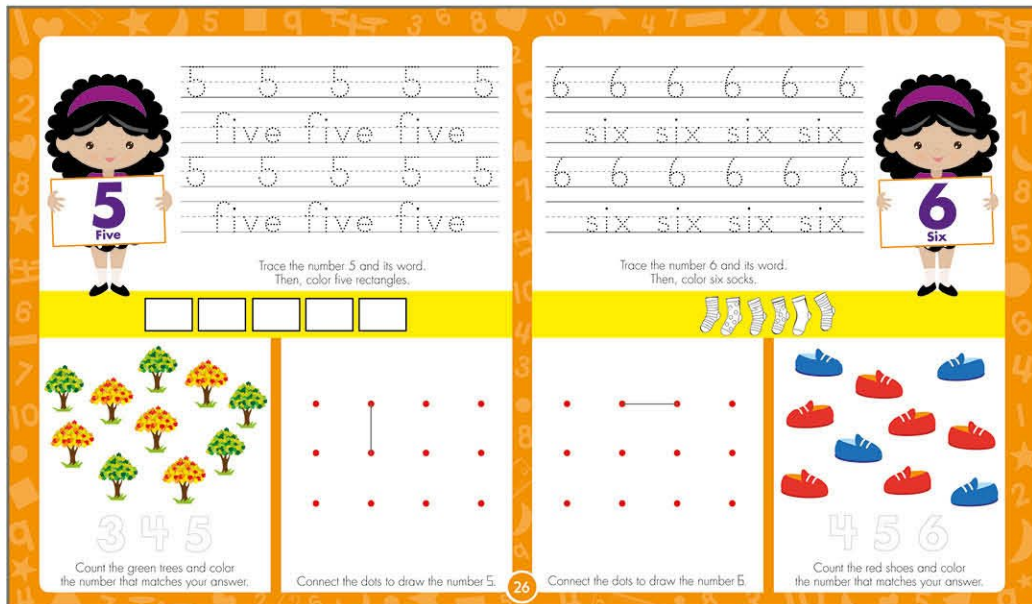 5 5 5 5 5
five five five
5 5 5 5 5
five five five
5
Five
Trace the number 5 and its word.
Then, color five rectangles.
3 4 5
Count the green trees and color
the number that matches your answer.
Connect the dots to draw the number 5.
6 6 6 6 6 6
six six six six
6 6 6 6 6 6
six six six six
6
Six
Trace the number 6 and its word.
Then, color six socks.
Connect the dots to draw the number 6.
4 5 6
Count the red shoes and color
the number that matches your answer.
26